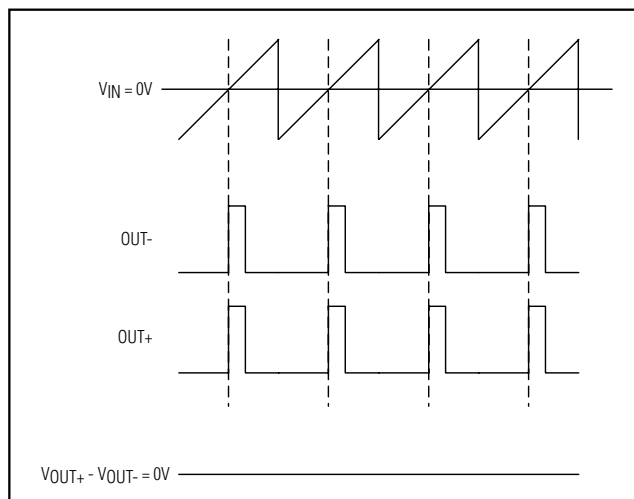 VIN = 0V
OUT-
OUT+
VOUT+ - VOUT- = 0V